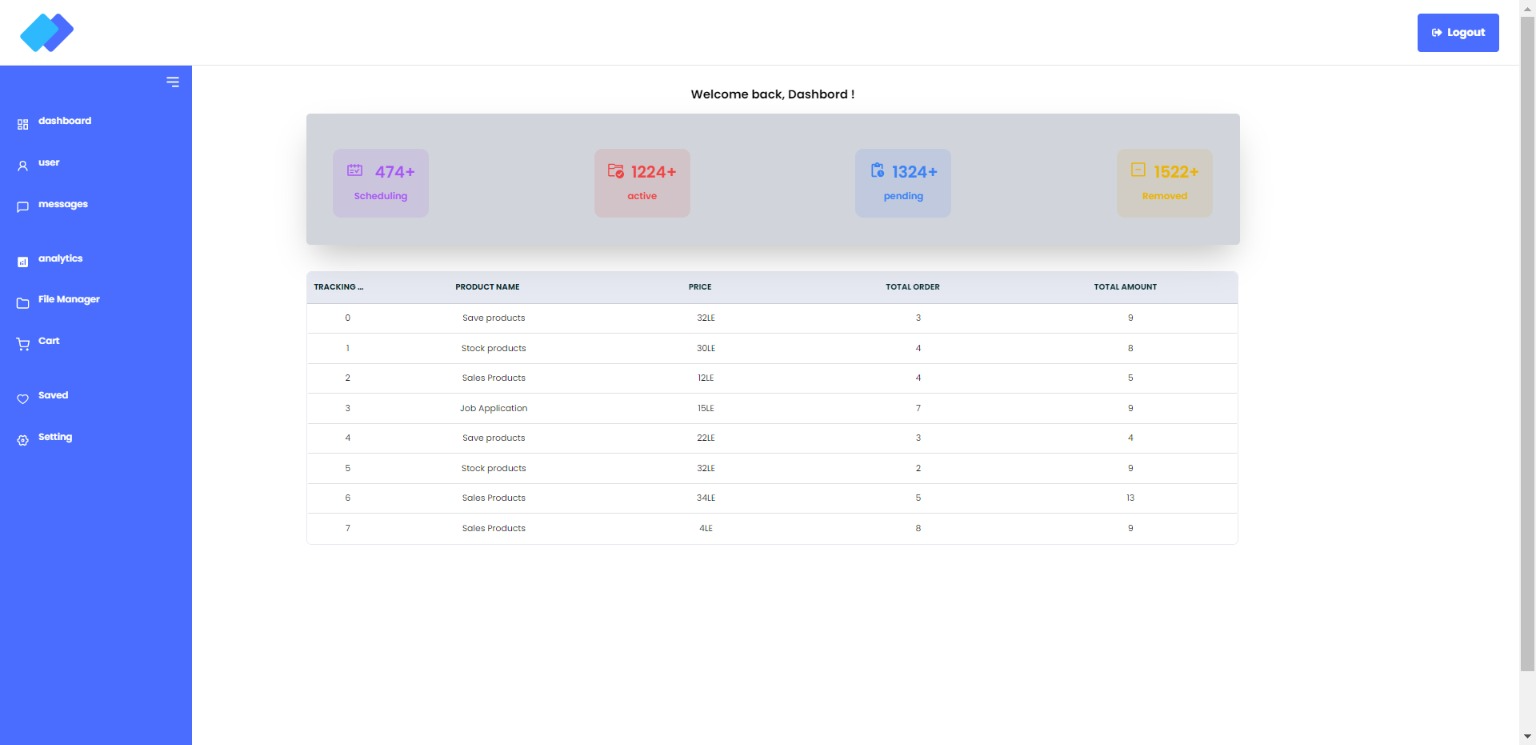 Logout
dashboard
user
messages
analytics
File Manager
Cart
Saved
Setting
Welcome back, Dashbord !
474+ 1224+ 1324+ 1522+
Scheduling active pending Removed
TRACKING ... PRODUCT NAME PRICE TOTAL ORDER TOTAL AMOUNT
0 Save products 32LE 3 9
1 Stock products 30LE 4 8
2 Sales Products 12LE 4 5
3 Job Application 15LE 7 9
4 Save products 22LE 3 4
5 Stock products 32LE 2 9
6 Sales Products 34LE 5 13
7 Sales Products 4LE 8 9